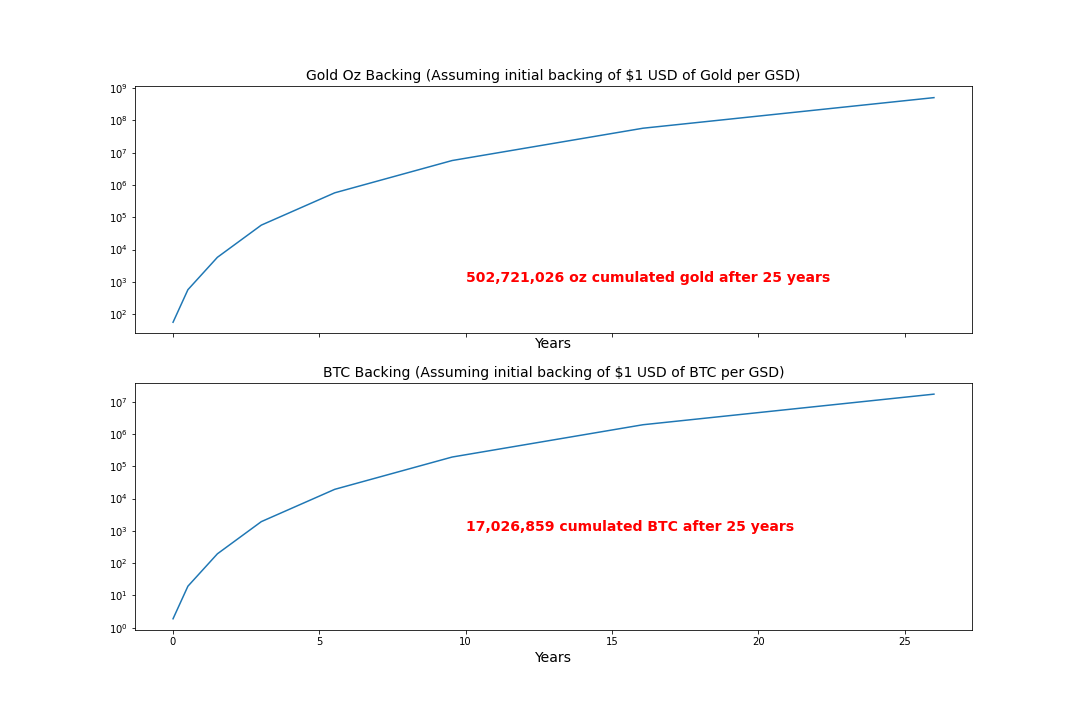 Gold Oz Backing (Assuming initial backing of $1 USD of Gold per GSD)
10⁹
10⁸
10⁷
10⁶
10⁵
10⁴
10³
10²
502,721,026 oz cumulated gold after 25 years
Years
BTC Backing (Assuming initial backing of $1 USD of BTC per GSD)
10⁷
10⁶
10⁵
10⁴
10³
10²
10¹
10⁰
17,026,859 cumulated BTC after 25 years
0 5 10 15 20 25
Years